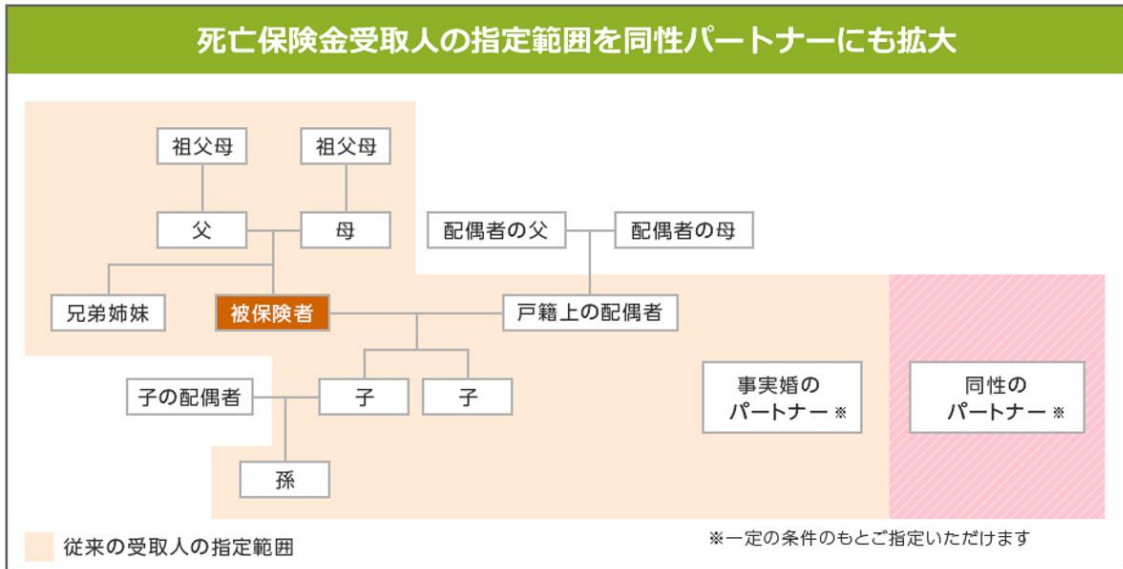 死亡保険金受取人の指定範囲を同性パートナーにも拡大
祖父母
祖父母
父
母
配偶者の父
配偶者の母
兄弟姉妹
被保険者
戸籍上の配偶者
子の配偶者
子
子
事実婚の
パートナー※
同性の
パートナー※
孫
従来の受取人の指定範囲
※一定の条件のもとご指定いただけます